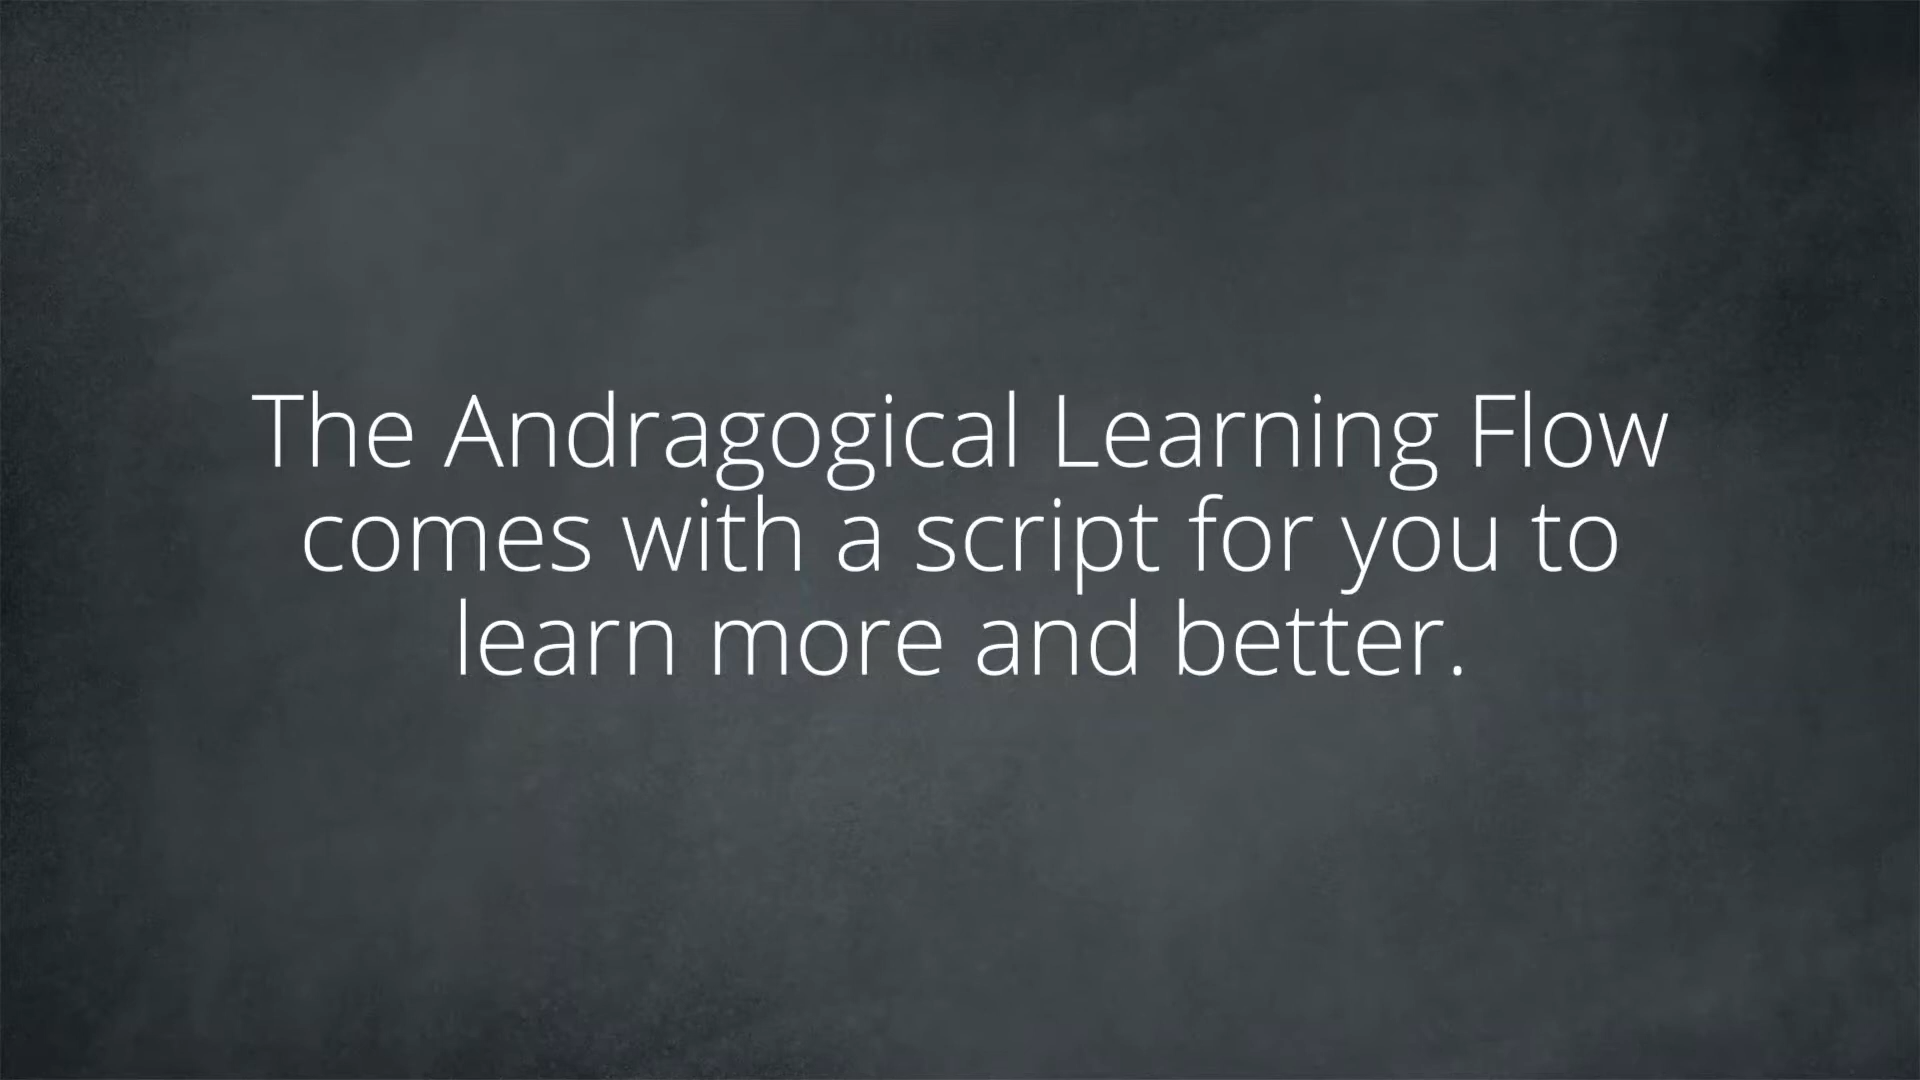 The Andragogical Learning Flow
comes with a script for you to
learn more and better.